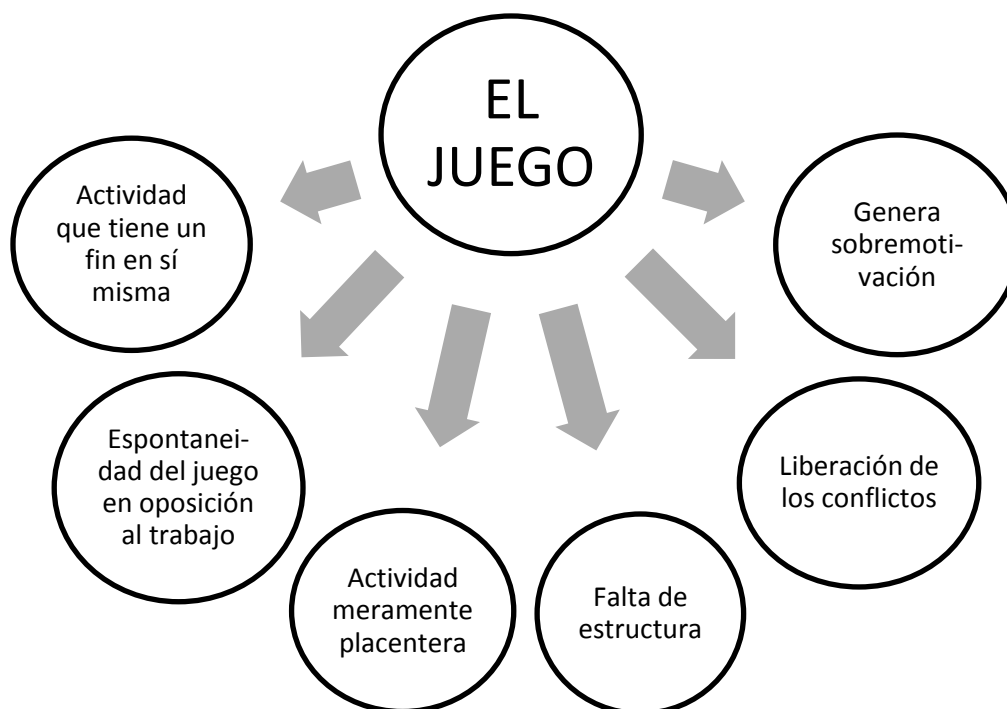 EL
JUEGO
Actividad
que tiene un
fin en sí
misma
Espontanei-
dad del juego
en oposición
al trabajo
Actividad
meramente
placentera
Falta de
estructura
Liberación de
los conflictos
Genera
sobremoti-
vación